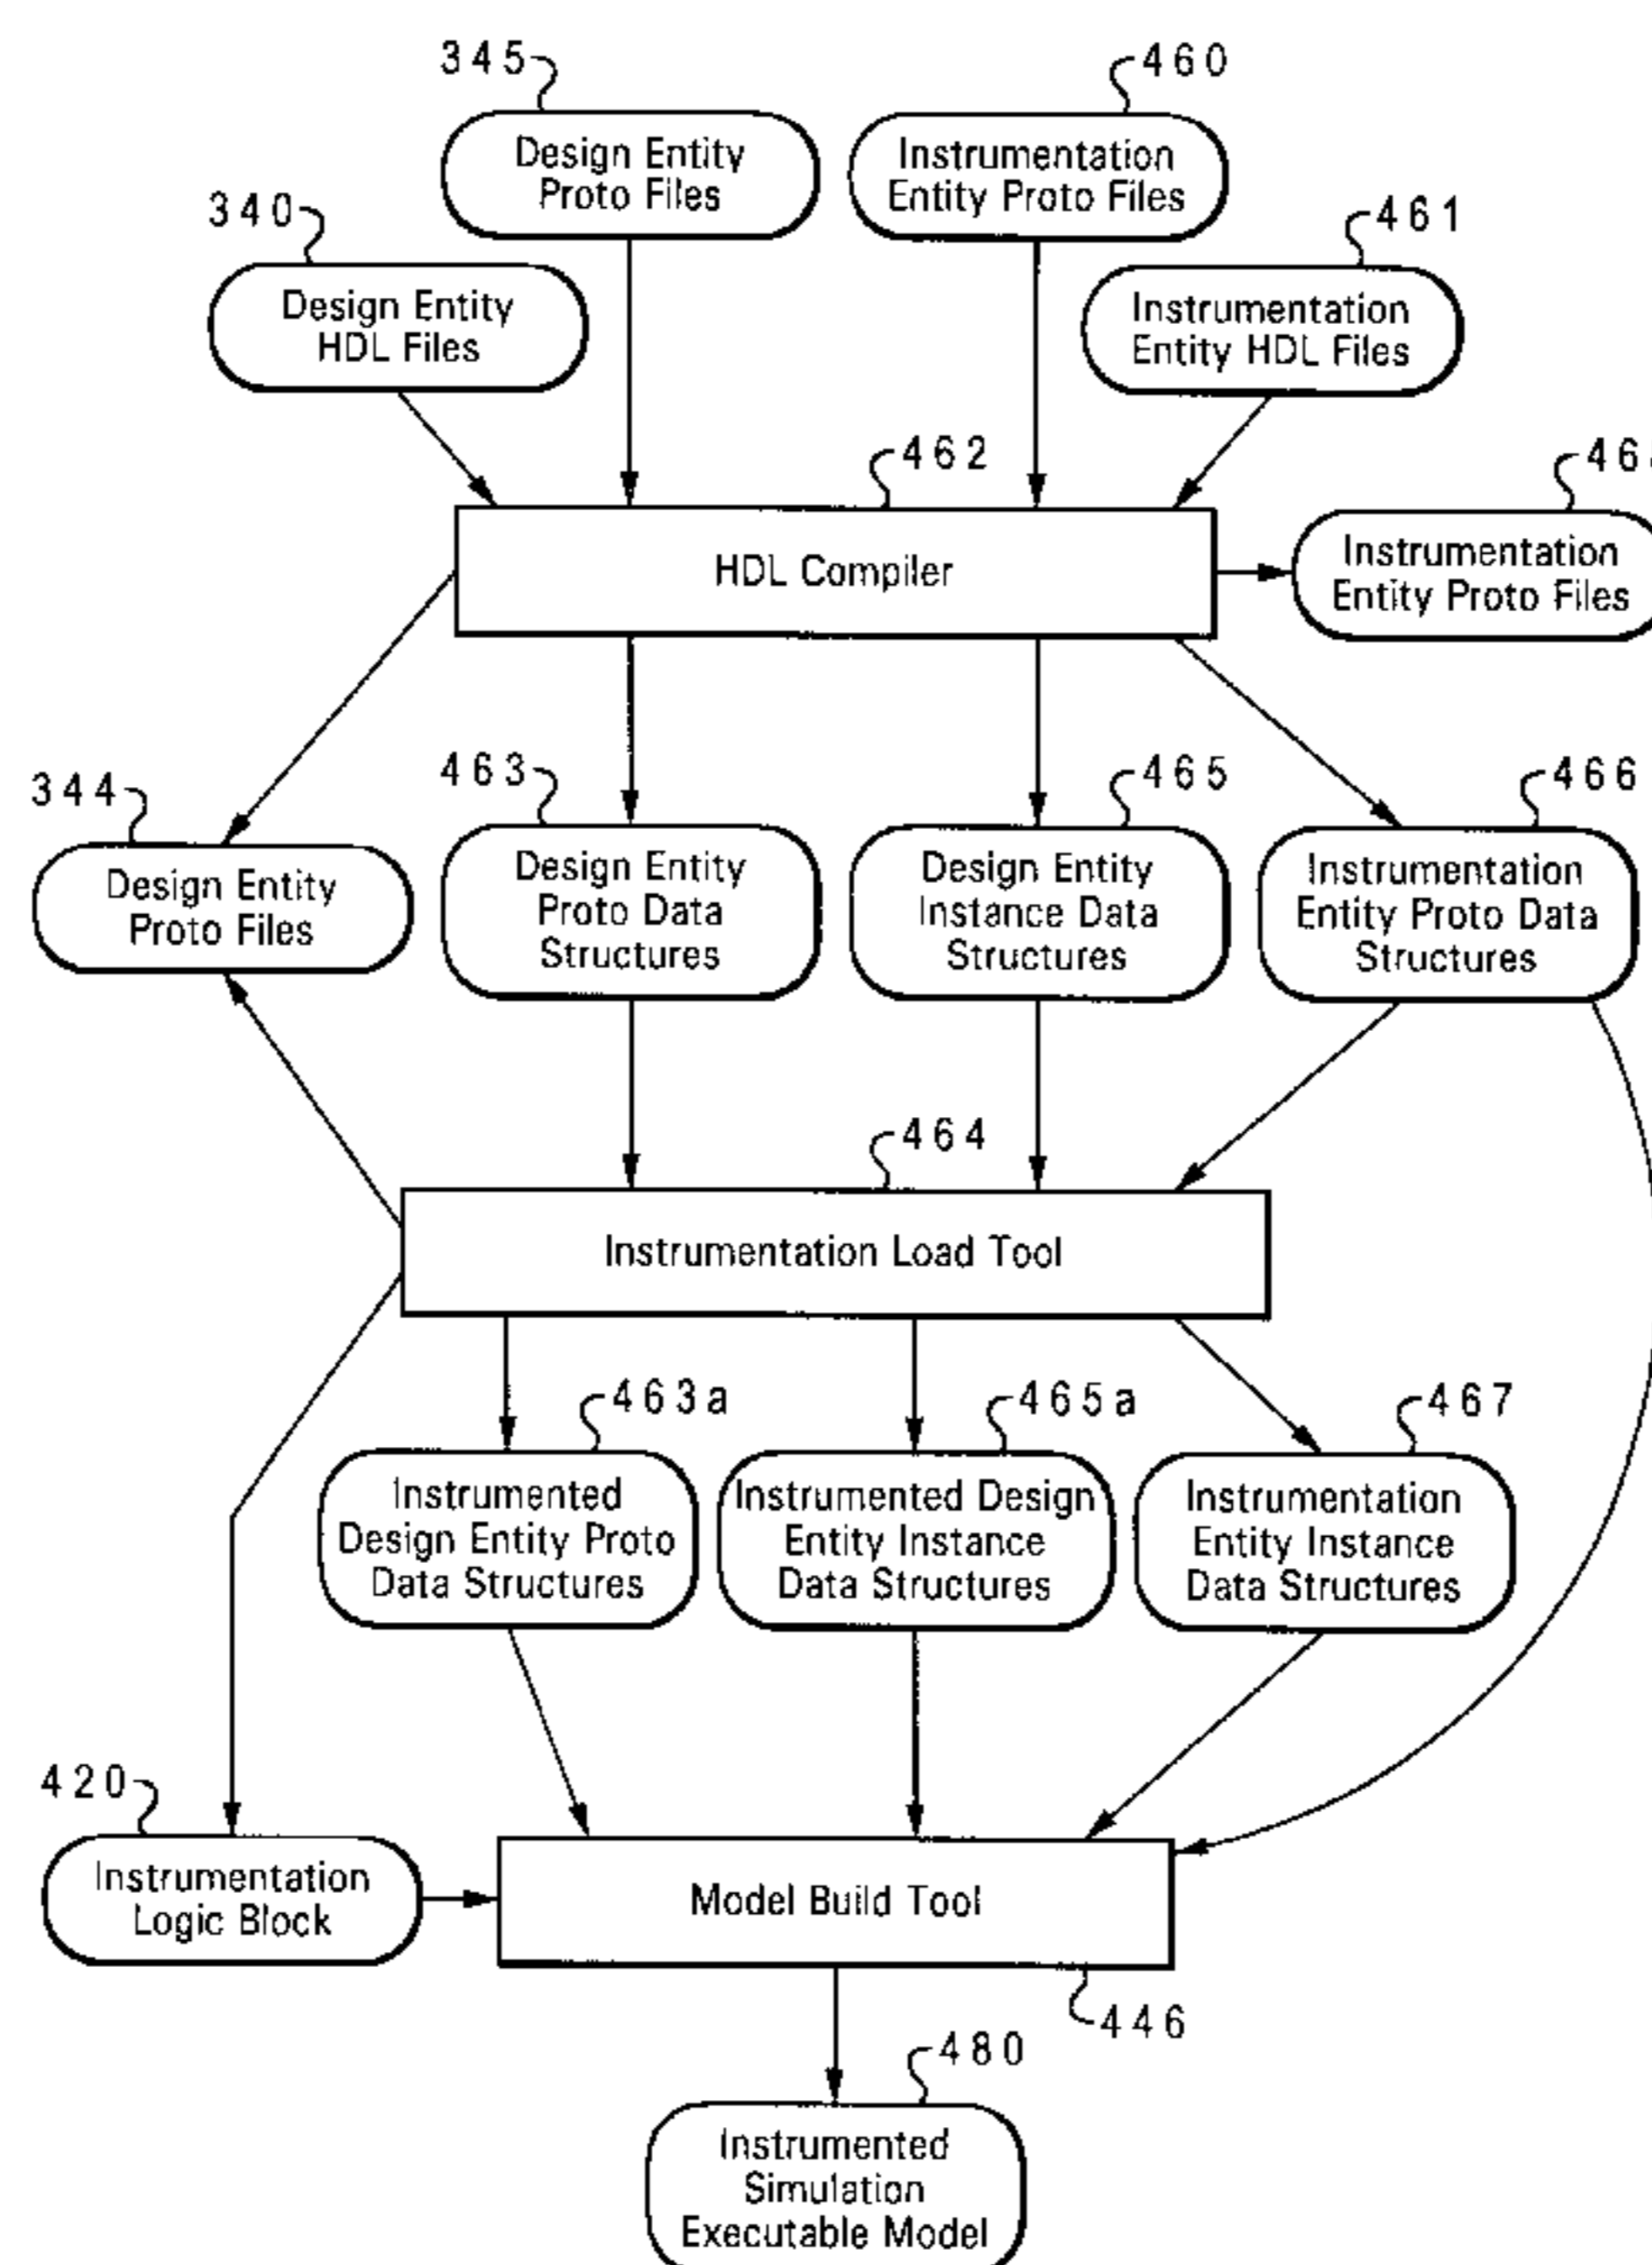 345
460
Design Entity
Proto Files
Instrumentation
Entity Proto Files
340
461
Design Entity
HDL Files
Instrumentation
Entity HDL Files
462
HDL Compiler
Instrumentation
Entity Proto Files
344
463
465
466
Design Entity
Proto Files
Design Entity
Proto Data
Structures
Design Entity
Instance Data
Structures
Instrumentation
Entity Proto Data
Structures
464
Instrumentation Load Tool
463a
465a
467
Instrumented
Design Entity Proto
Data Structures
Instrumented Design
Entity Instance
Data Structures
Instrumentation
Entity Instance
Data Structures
420
Instrumentation
Logic Block
Model Build Tool
446
480
Instrumented
Simulation
Executable Model